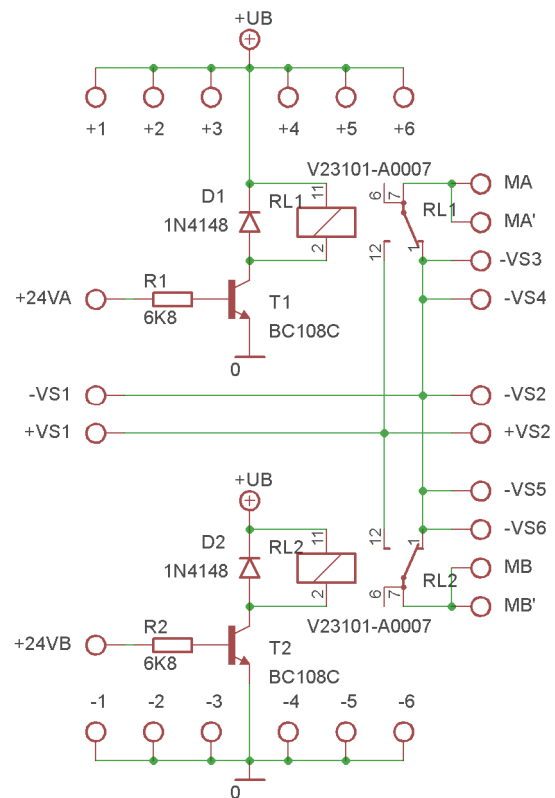 +UB
+1 +2 +3 +4 +5 +6
V23101-A0007
D1 11 RL1 6 7 MA
1N4148 RL1 MA'
2 12 1 -VS3
+24VA R1 T1 -VS4
6K8 BC108C
0
-VS1 -VS2
+VS1 +VS2
+UB
-VS5
D2 11 RL2 12 1 -VS6
1N4148 MB
2 6 7 RL2 MB'
V23101-A0007
+24VB R2 T2
6K8 BC108C
-1 -2 -3 -4 -5 -6
0